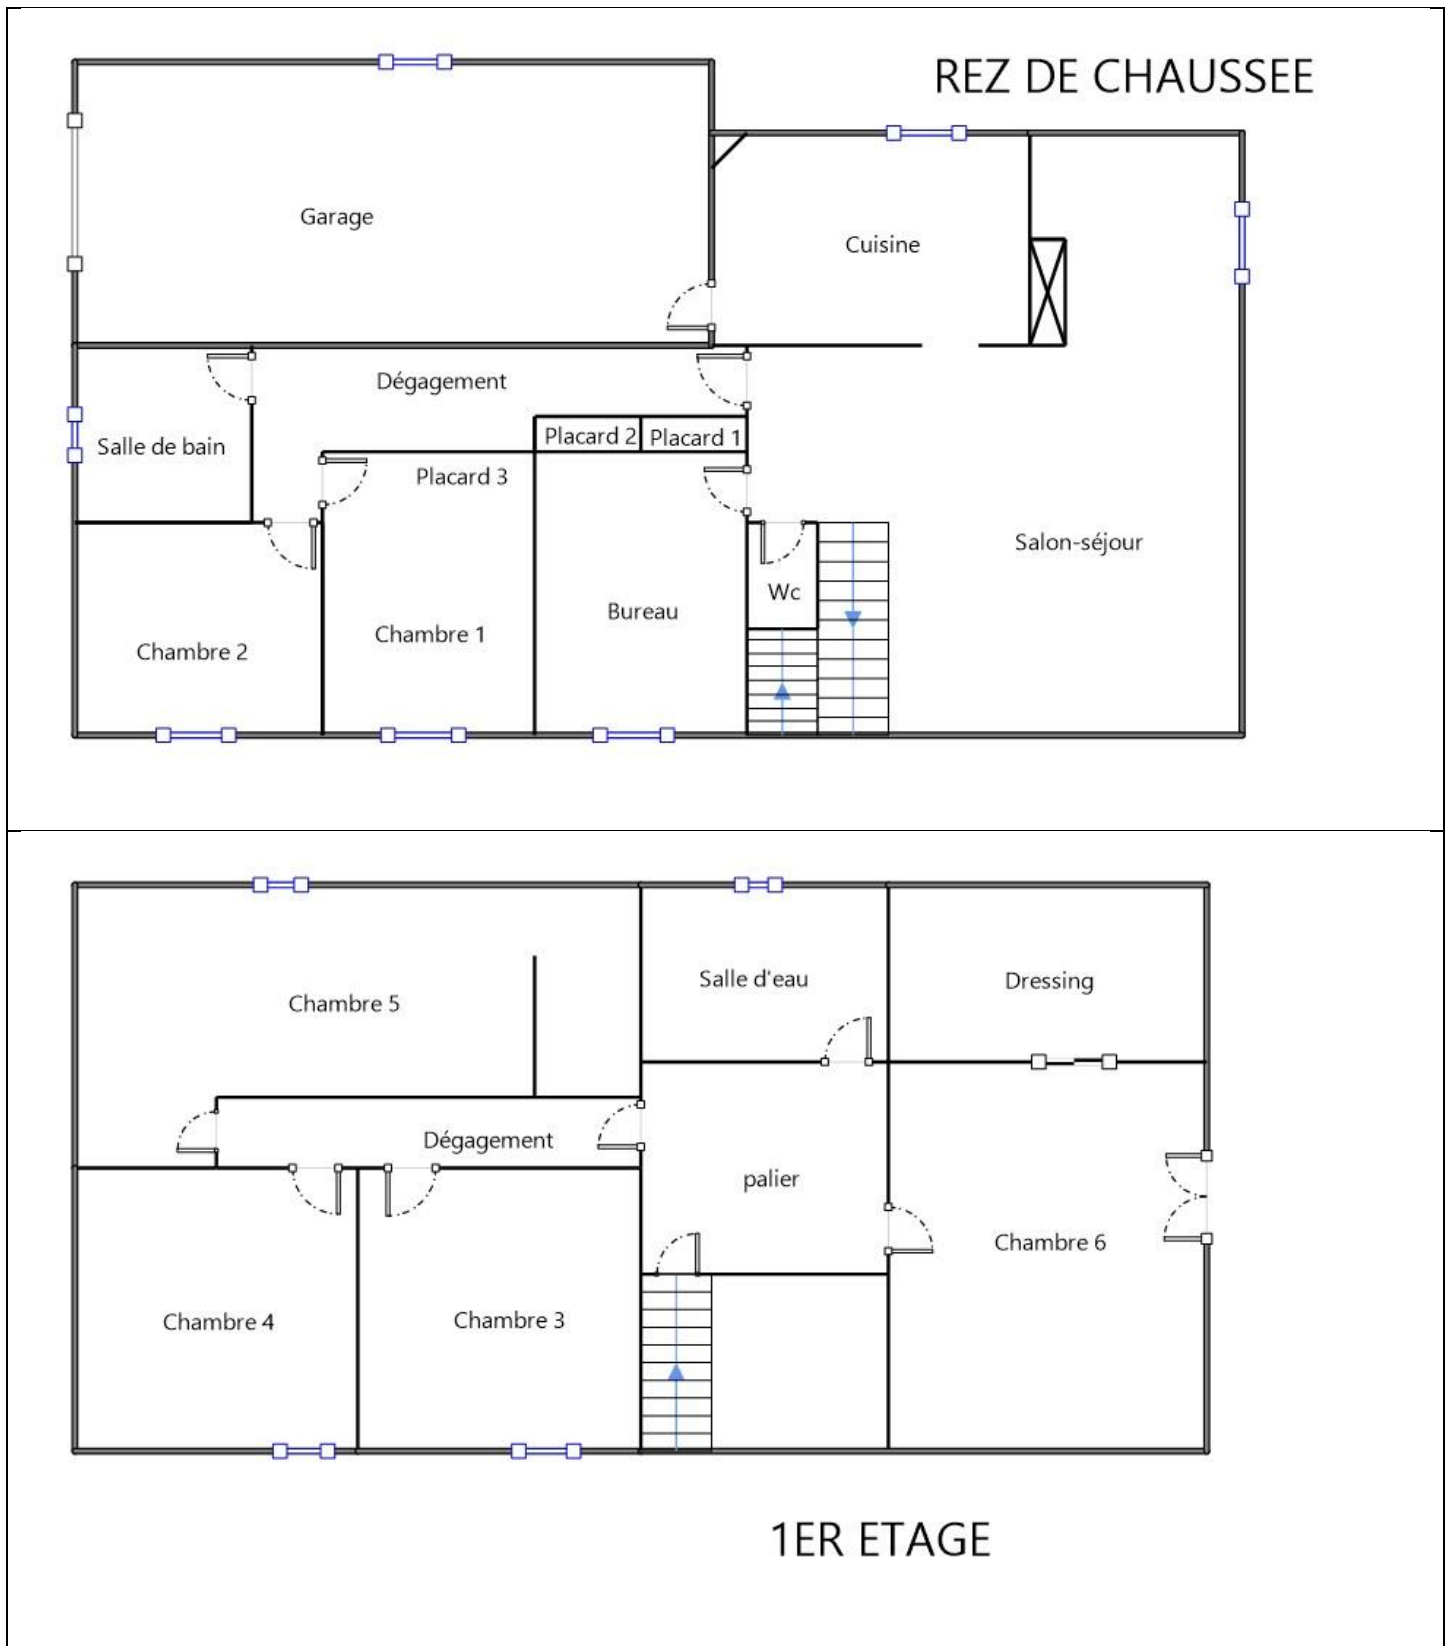 REZ DE CHAUSSEE
Garage
Cuisine
Dégagement
Salle de bain
Placard 2
Placard 1
Placard 3
Salon-séjour
Wc
Bureau
Chambre 1
Chambre 2
Salle d'eau
Dressing
Chambre 5
Dégagement
palier
Chambre 6
Chambre 4
Chambre 3
1ER ETAGE